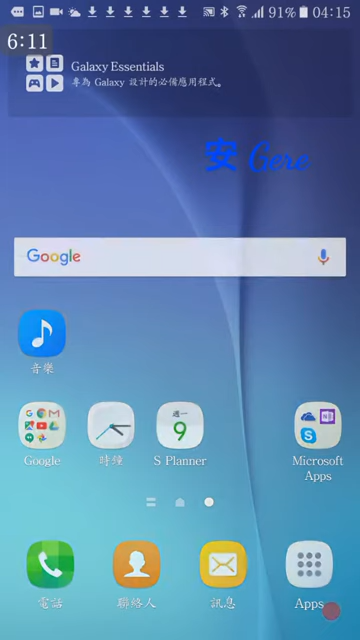 91% 04:15
6:11
Galaxy Essentials
專為 Galaxy 設計的必備應用程式。
安 Gere
Google
音樂
週一
9
Google
時鐘
S Planner
Microsoft
Apps
電話
聯絡人
訊息
Apps